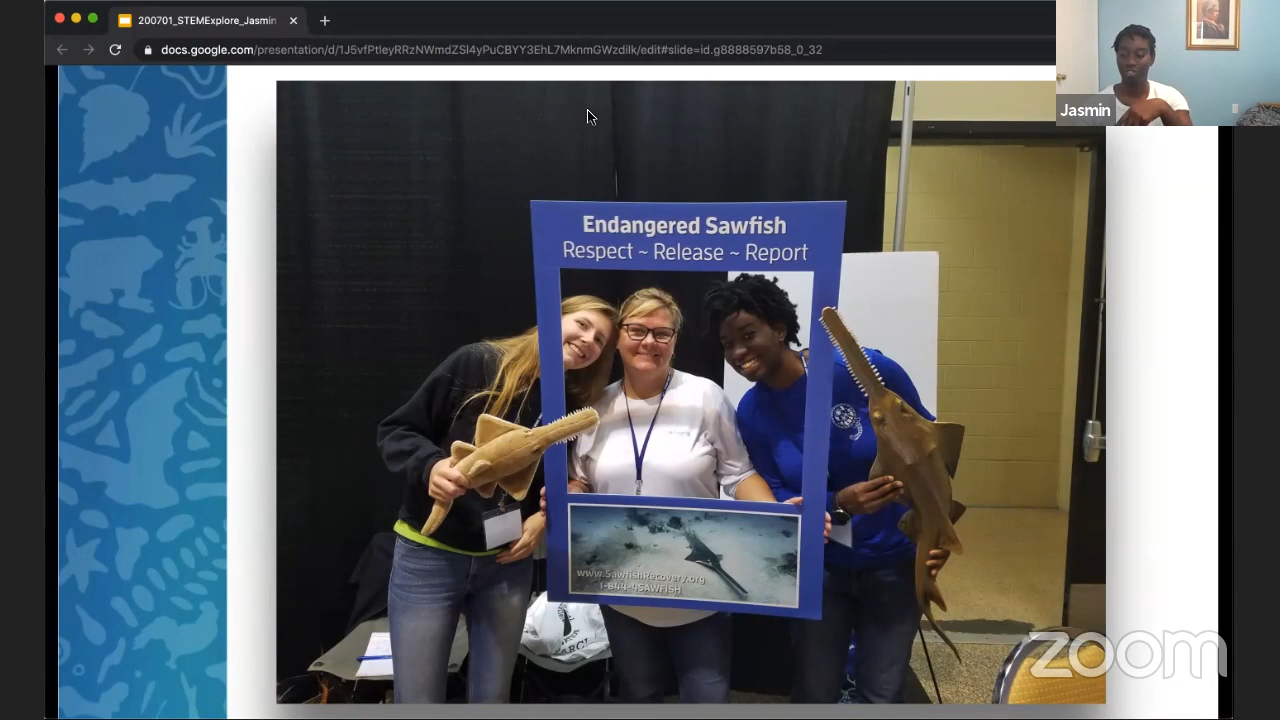 200701_STEMExplore_Jasmin
docs.google.com/presentation/d/1J5vfPtleyRRzNWmdZSl4yPuCBYY3EhL7MknmGWzdilk/edit#slide=id.g8888597b58_0_32
Jasmin
Endangered Sawfish
Respect ~ Release ~ Report
www.SawfishRecovery.org
1-844-4SAWFISH
zoom